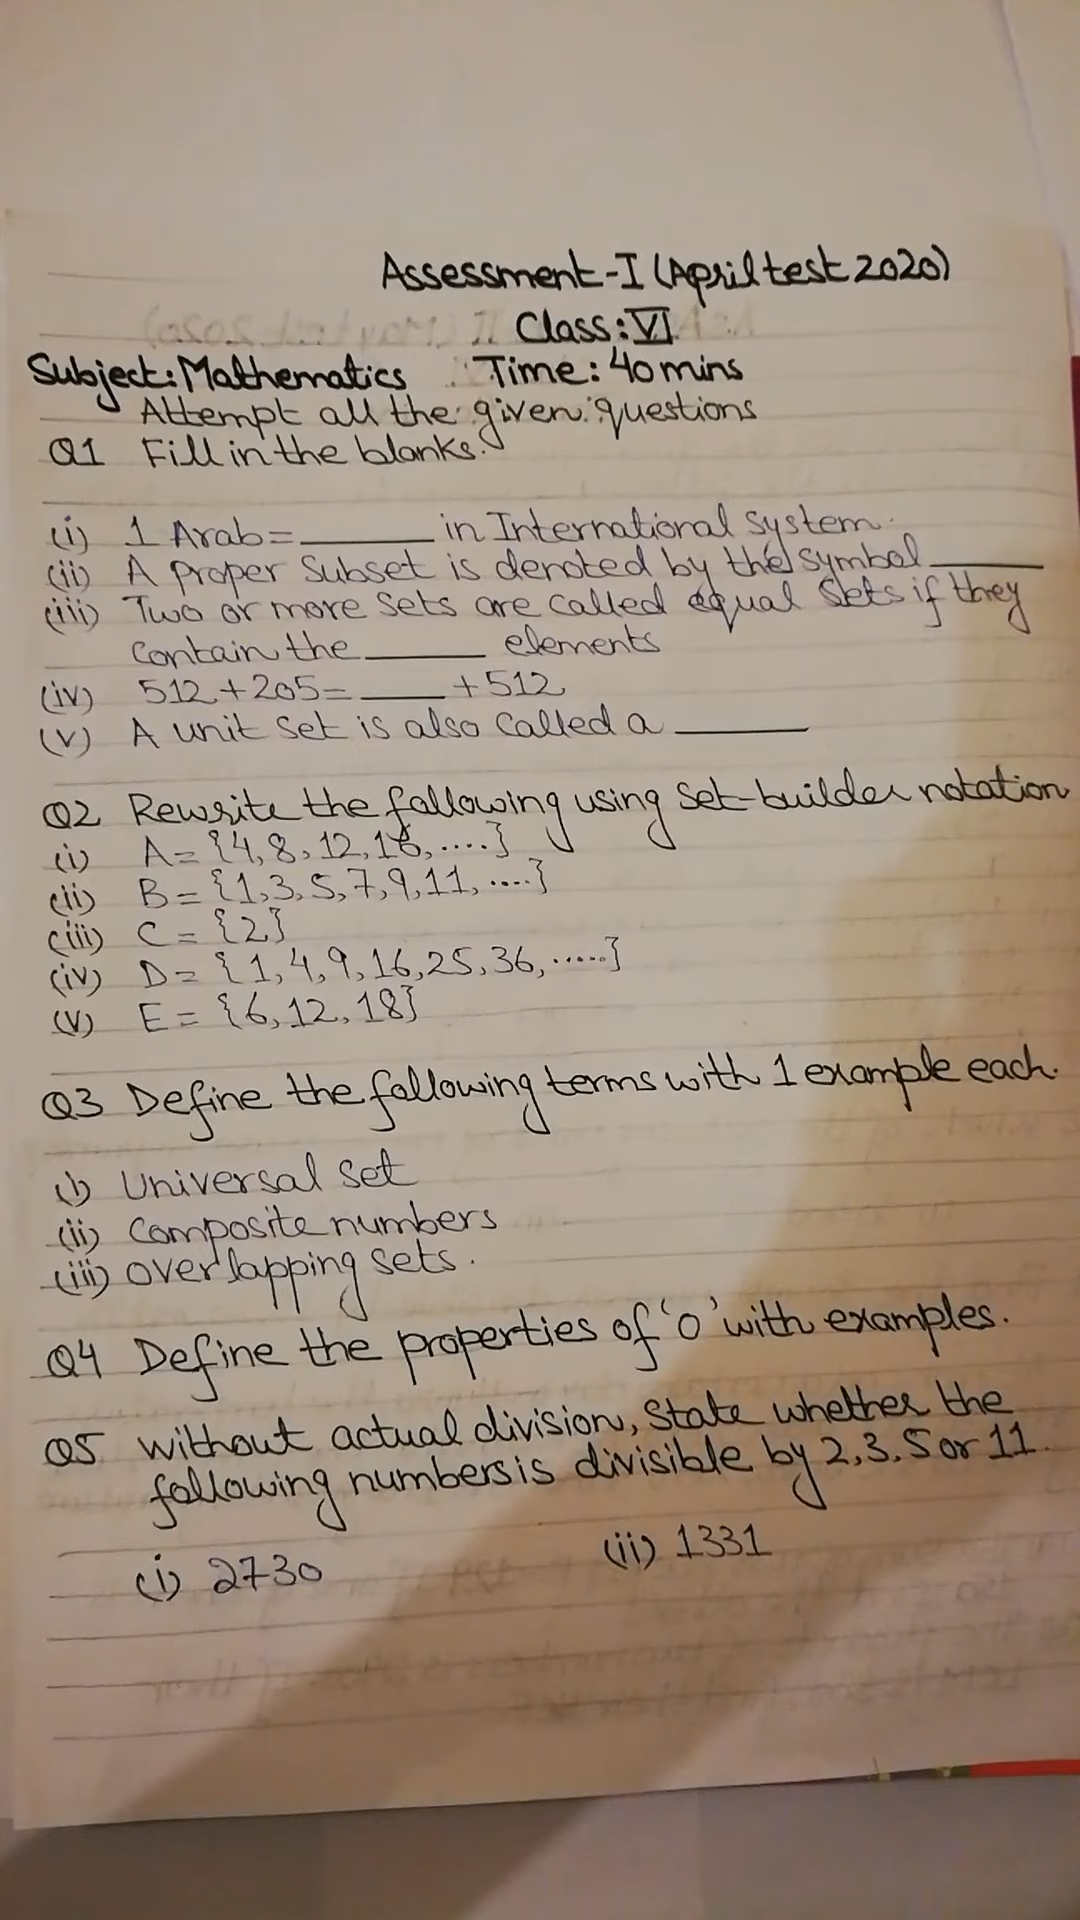 Assessment-I (April test 2020)
Class: VI
Subject: Mathematics Time: 40 mins
Attempt all the given questions
Q1 Fill in the blanks.
(i) 1 Arab = ______ in International System.
(ii) A proper subset is denoted by the symbol ______
(iii) Two or more sets are called equal sets if they
contain the ______ elements
(iv) 512 + 205 = ____ + 512
(v) A unit set is also called a ______
Q2 Rewrite the following using set-builder notation
(i) A = {4, 8, 12, 16, ....}
(ii) B = {1, 3, 5, 7, 9, 11, ....}
(iii) C = {2}
(iv) D = {1, 4, 9, 16, 25, 36, .....}
(v) E = {6, 12, 18}
Q3 Define the following terms with 1 example each.
(i) Universal set
(ii) Composite numbers
(iii) overlapping sets.
Q4 Define the properties of '0' with examples.
Q5 without actual division, State whether the
following numbers is divisible by 2, 3, 5 or 11.
(i) 2730 (ii) 1331